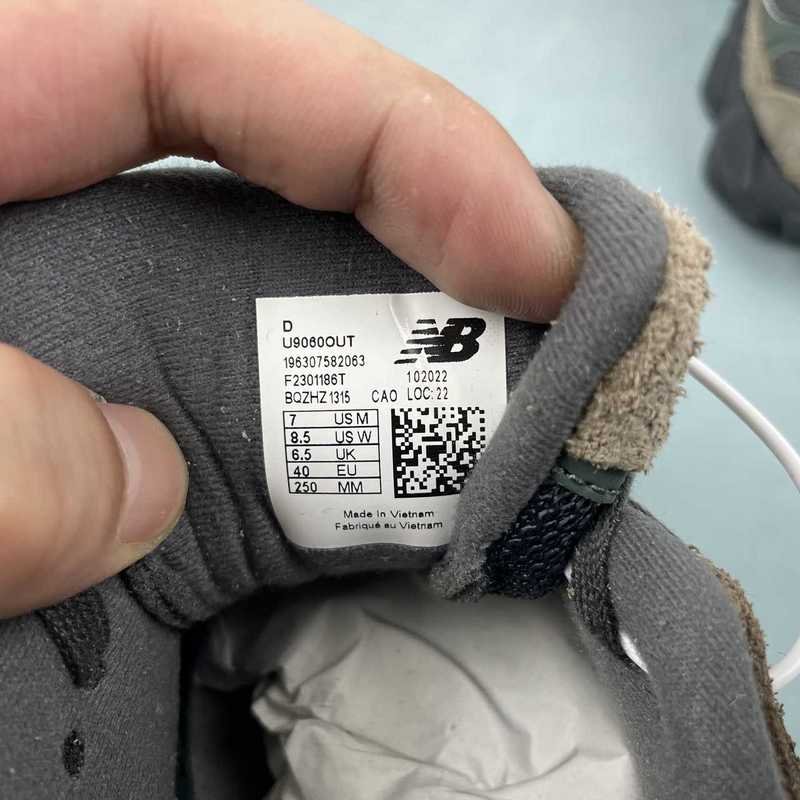 D
U9060OUT
196307582063
F2301186T 102022
BQZHZ1315 CAO LOC: 22
7 US M
8.5 US W
6.5 UK
40 EU
250 MM
NB
Made in Vietnam
Fabriqué au Vietnam